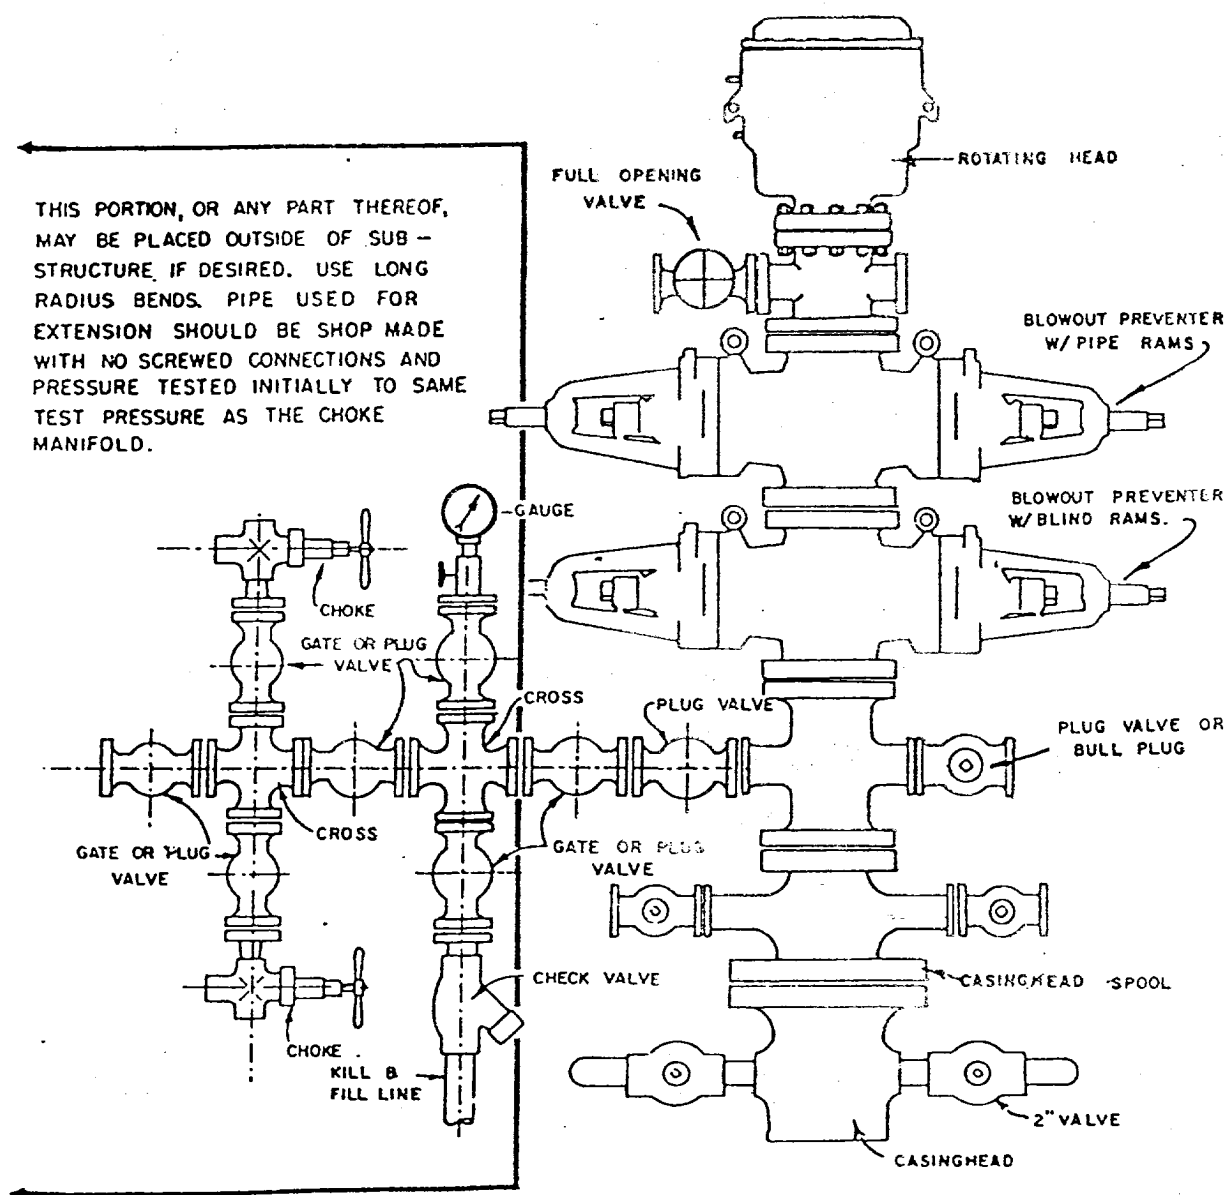 THIS PORTION, OR ANY PART THEREOF,
MAY BE PLACED OUTSIDE OF SUB-
STRUCTURE IF DESIRED. USE LONG
RADIUS BENDS. PIPE USED FOR
EXTENSION SHOULD BE SHOP MADE
WITH NO SCREWED CONNECTIONS AND
PRESSURE TESTED INITIALLY TO SAME
TEST PRESSURE AS THE CHOKE
MANIFOLD.
ROTATING HEAD
FULL OPENING
VALVE
BLOWOUT PREVENTER
W/ PIPE RAMS
BLOWOUT PREVENTER
W/ BLIND RAMS.
GAUGE
CHOKE
GATE OR PLUG
VALVE
CROSS
PLUG VALVE
PLUG VALVE OR
BULL PLUG
CROSS
GATE OR PLUG
VALVE
GATE OR PLUG
VALVE
CHECK VALVE
CASINGHEAD SPOOL
CHOKE
KILL &
FILL LINE
2" VALVE
CASINGHEAD